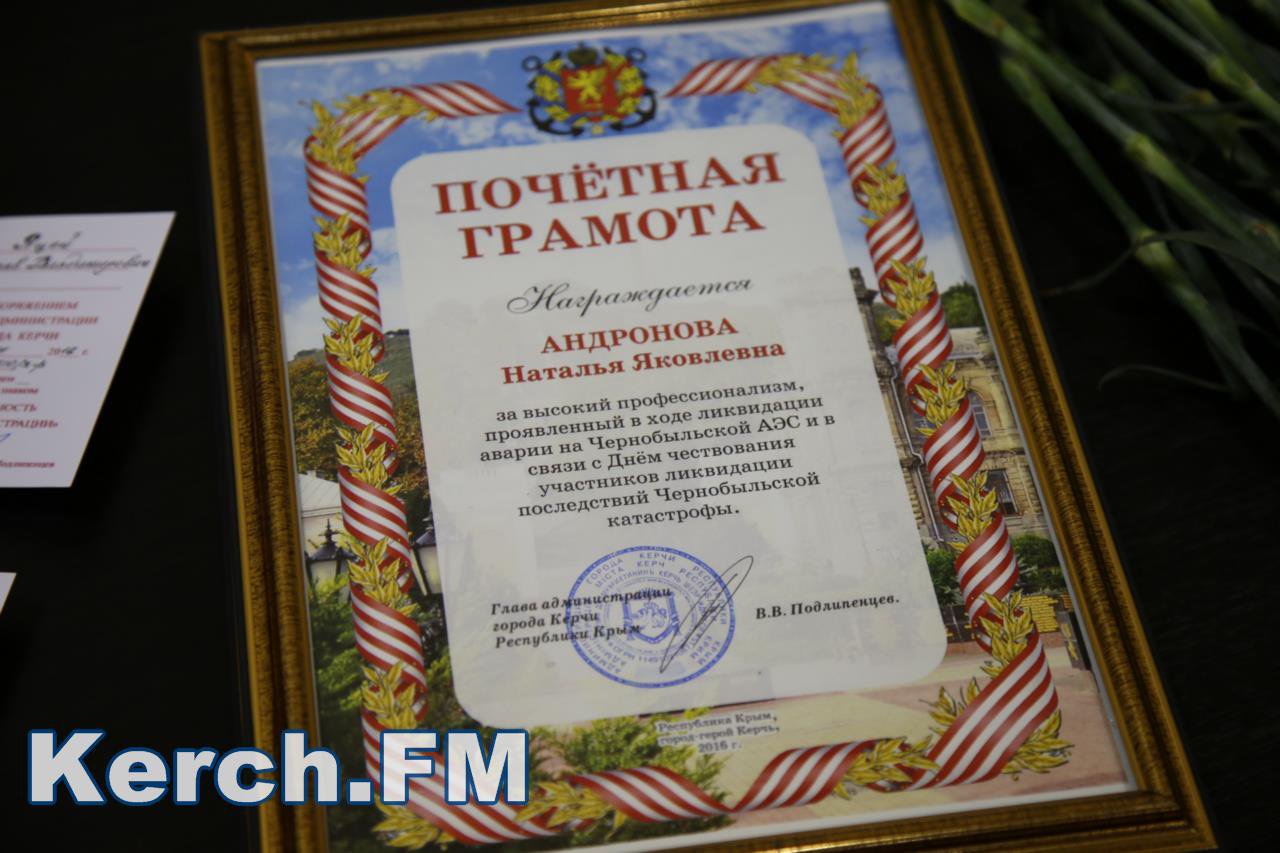 ПОЧЁТНАЯ
ГРАМОТА
Награждается
АНДРОНОВА
Наталья Яковлевна
за высокий профессионализм,
проявленный в ходе ликвидации
аварии на Чернобыльской АЭС и в
связи с Днём чествования
участников ликвидации
последствий Чернобыльской
катастрофы.
Глава администрации
города Керчи
Республики Крым
В.В. Подлипенцев.
Республика Крым,
город-герой Керчь,
2016 г.
КЕРЧИ
Kerch.FM